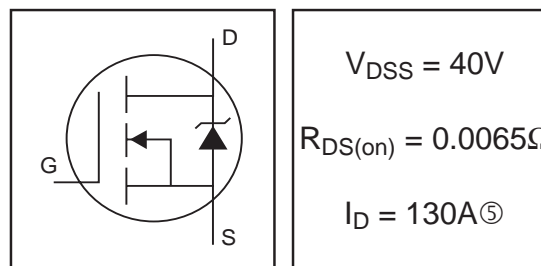 D
G
S
V_DSS = 40V
R_DS(on) = 0.0065Ω
I_D = 130A⑤